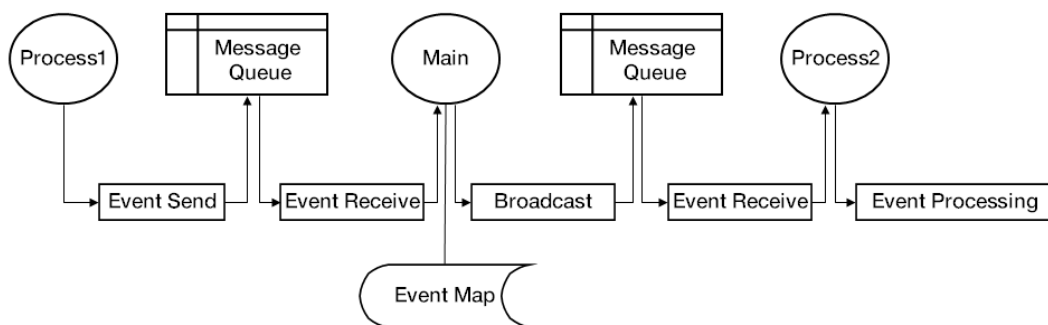 Process1
Message
Queue
Main
Message
Queue
Process2
Event Send
Event Receive
Broadcast
Event Receive
Event Processing
Event Map